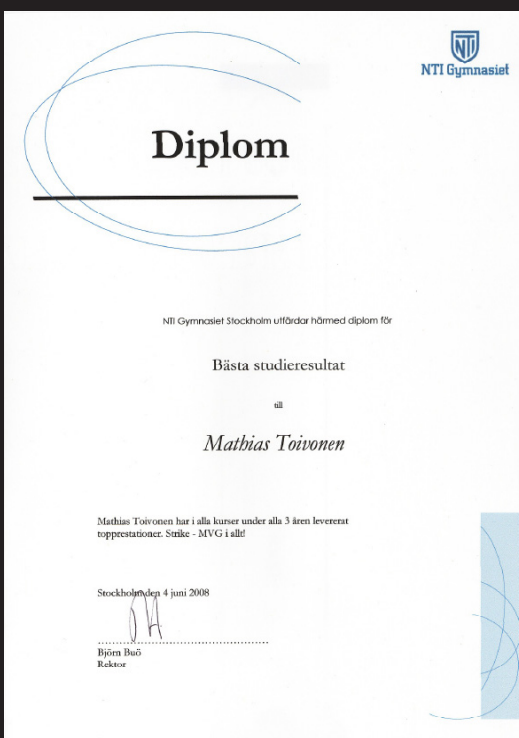 NTI
NTI Gymnasiet
Diplom
NTI Gymnasiet Stockholm utfärdar härmed diplom för
Bästa studieresultat
till
Mathias Toivonen
Mathias Toivonen har i alla kurser under alla 3 åren levererat
topprestationer. Strike - MVG i allt!
Stockholm den 4 juni 2008
Björn Buö
Rektor